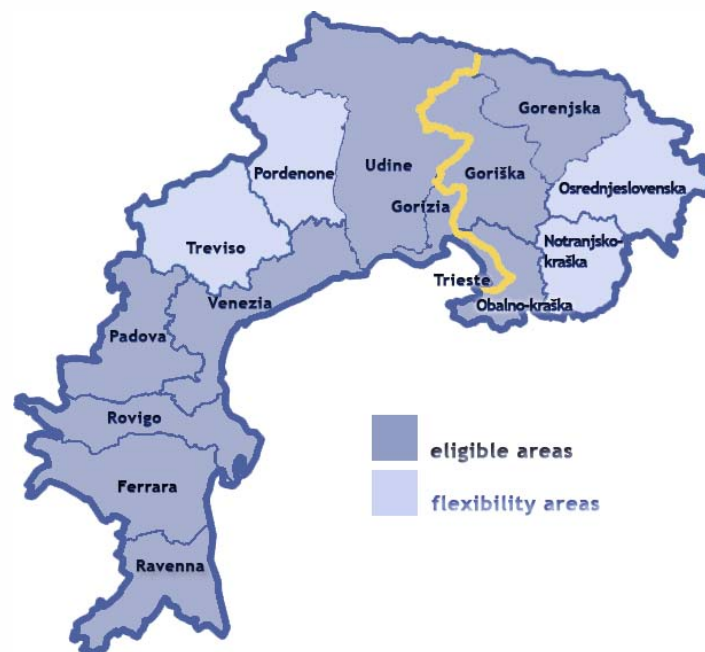 Gorenjska
Udine
Pordenone
Goriška
Osrednjeslovenska
Gorizia
Treviso
Notranjsko-
kraška
Trieste
Venezia
Obalno-kraška
Padova
Rovigo
eligible areas
Ferrara
flexibility areas
Ravenna